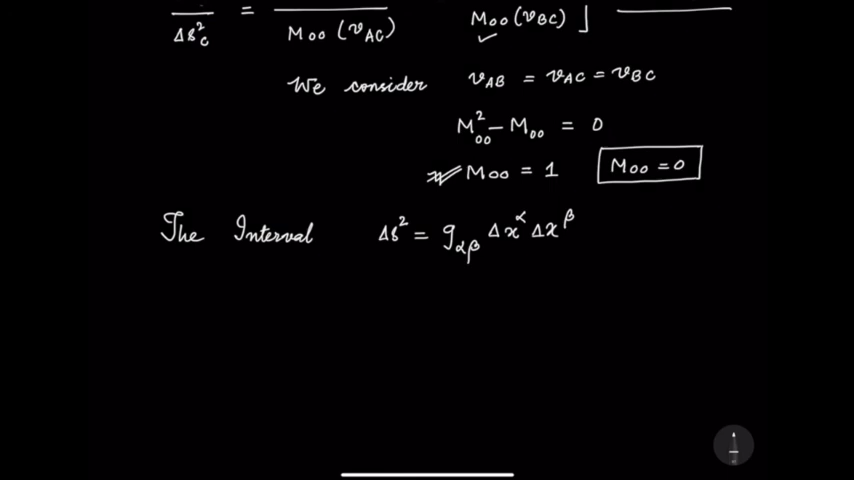 ―― = ――――― M₀₀(v_BC) ⌋ ―――――
Δs²_C M₀₀(v_AC)
We consider v_AB = v_AC = v_BC
M²₀₀ – M₀₀ = 0
M₀₀ = 1 M₀₀ = 0
The Interval Δs² = g_αβ Δx^α Δx^β